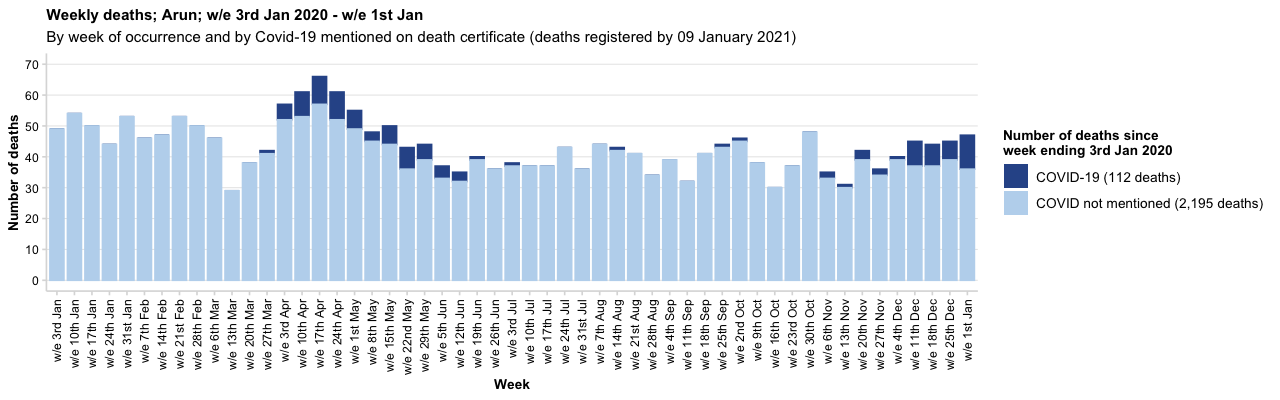 Weekly deaths; Arun; w/e 3rd Jan 2020 - w/e 1st Jan
By week of occurrence and by Covid-19 mentioned on death certificate (deaths registered by 09 January 2021)
Number of deaths
70
60
50
40
30
20
10
0
w/e 3rd Jan
w/e 10th Jan
w/e 17th Jan
w/e 24th Jan
w/e 31st Jan
w/e 7th Feb
w/e 14th Feb
w/e 21st Feb
w/e 28th Feb
w/e 6th Mar
w/e 13th Mar
w/e 20th Mar
w/e 27th Mar
w/e 3rd Apr
w/e 10th Apr
w/e 17th Apr
w/e 24th Apr
w/e 1st May
w/e 8th May
w/e 15th May
w/e 22nd May
w/e 29th May
w/e 5th Jun
w/e 12th Jun
w/e 19th Jun
w/e 26th Jun
w/e 3rd Jul
w/e 10th Jul
w/e 17th Jul
w/e 24th Jul
w/e 31st Jul
w/e 7th Aug
w/e 14th Aug
w/e 21st Aug
w/e 28th Aug
w/e 4th Sep
w/e 11th Sep
w/e 18th Sep
w/e 25th Sep
w/e 2nd Oct
w/e 9th Oct
w/e 16th Oct
w/e 23rd Oct
w/e 30th Oct
w/e 6th Nov
w/e 13th Nov
w/e 20th Nov
w/e 27th Nov
w/e 4th Dec
w/e 11th Dec
w/e 18th Dec
w/e 25th Dec
w/e 1st Jan
Week
Number of deaths since
week ending 3rd Jan 2020
COVID-19 (112 deaths)
COVID not mentioned (2,195 deaths)